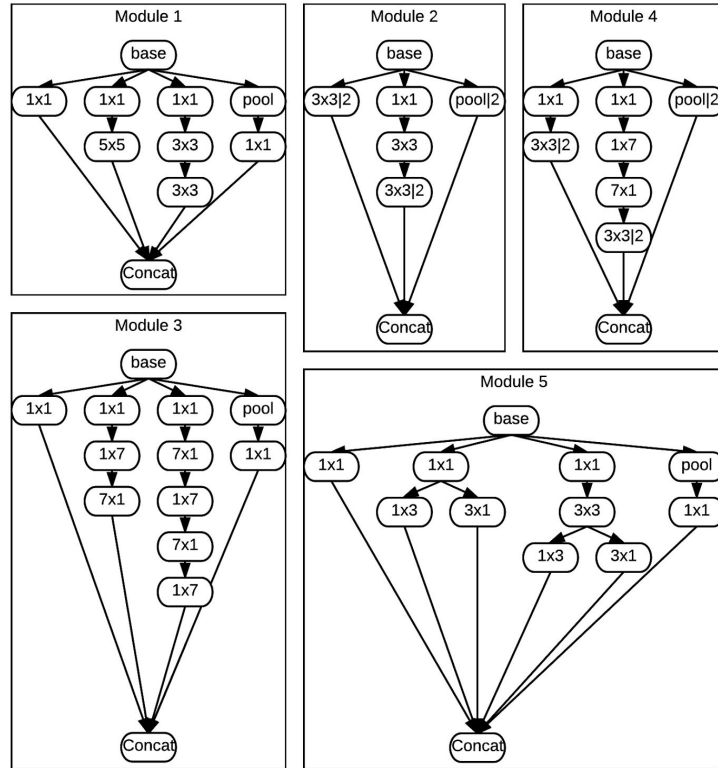 Module 1
base
1x1
1x1
1x1
pool
5x5
3x3
1x1
3x3
Concat
Module 2
base
3x3|2
1x1
pool|2
3x3
3x3|2
Concat
Module 4
base
1x1
1x1
pool|2
3x3|2
1x7
7x1
3x3|2
Concat
Module 3
base
1x1
1x1
1x1
pool
1x7
7x1
1x1
7x1
1x7
7x1
1x7
Concat
Module 5
base
1x1
1x1
1x1
pool
1x3
3x1
3x3
1x1
1x3
3x1
Concat